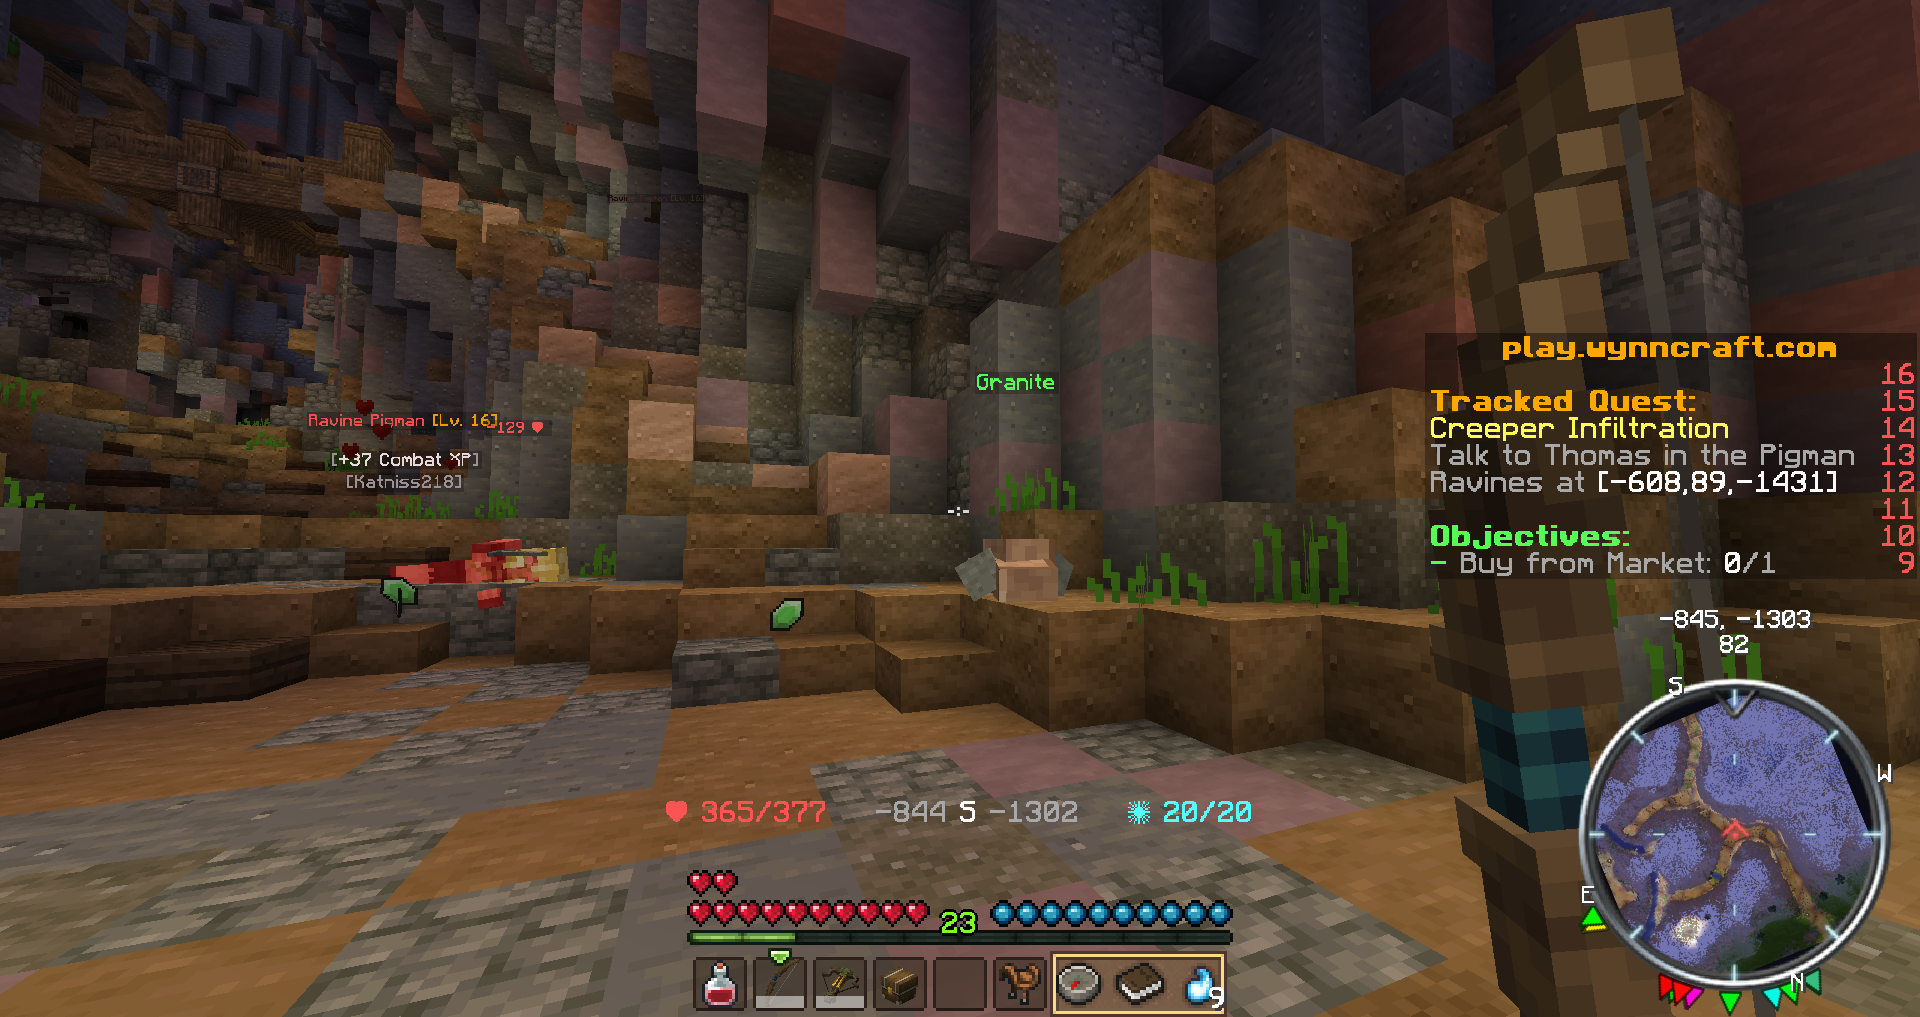 Ravine Pigman [Lv. 16]
-129 ❤
[+37 Combat XP]
[Katniss218]
Granite
play.wynncraft.com
16
Tracked Quest: 15
Creeper Infiltration 14
Talk to Thomas in the Pigman 13
Ravines at [-608,89,-1431] 12
11
Objectives: 10
- Buy from Market: 0/1 9
-845, -1303
82
S
W
E
N
❤ 365/377 -844 S -1302 20/20
23
9